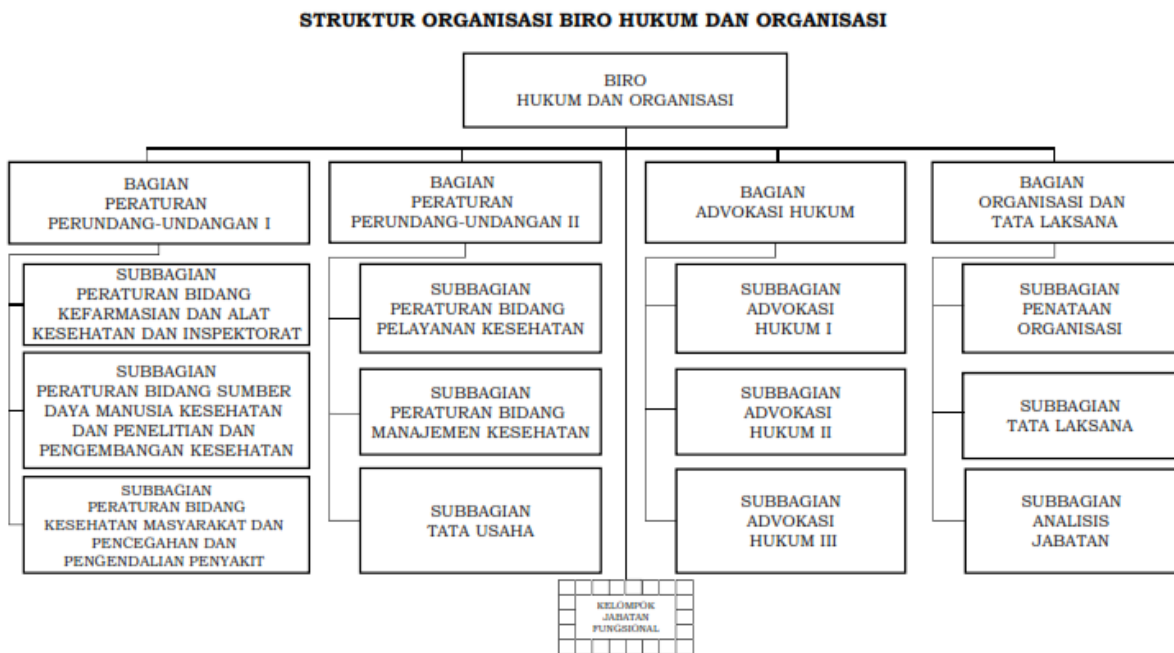 STRUKTUR ORGANISASI BIRO HUKUM DAN ORGANISASI
BIRO
HUKUM DAN ORGANISASI
BAGIAN
PERATURAN
PERUNDANG-UNDANGAN I
BAGIAN
PERATURAN
PERUNDANG-UNDANGAN II
BAGIAN
ADVOKASI HUKUM
BAGIAN
ORGANISASI DAN
TATA LAKSANA
SUBBAGIAN
PERATURAN BIDANG
KEFARMASIAN DAN ALAT
KESEHATAN DAN INSPEKTORAT
SUBBAGIAN
PERATURAN BIDANG
PELAYANAN KESEHATAN
SUBBAGIAN
ADVOKASI
HUKUM I
SUBBAGIAN
PENATAAN
ORGANISASI
SUBBAGIAN
PERATURAN BIDANG SUMBER
DAYA MANUSIA KESEHATAN
DAN PENELITIAN DAN
PENGEMBANGAN KESEHATAN
SUBBAGIAN
PERATURAN BIDANG
MANAJEMEN KESEHATAN
SUBBAGIAN
ADVOKASI
HUKUM II
SUBBAGIAN
TATA LAKSANA
SUBBAGIAN
PERATURAN BIDANG
KESEHATAN MASYARAKAT DAN
PENCEGAHAN DAN
PENGENDALIAN PENYAKIT
SUBBAGIAN
TATA USAHA
SUBBAGIAN
ADVOKASI
HUKUM III
SUBBAGIAN
ANALISIS
JABATAN
KELOMPOK
JABATAN
FUNGSIONAL